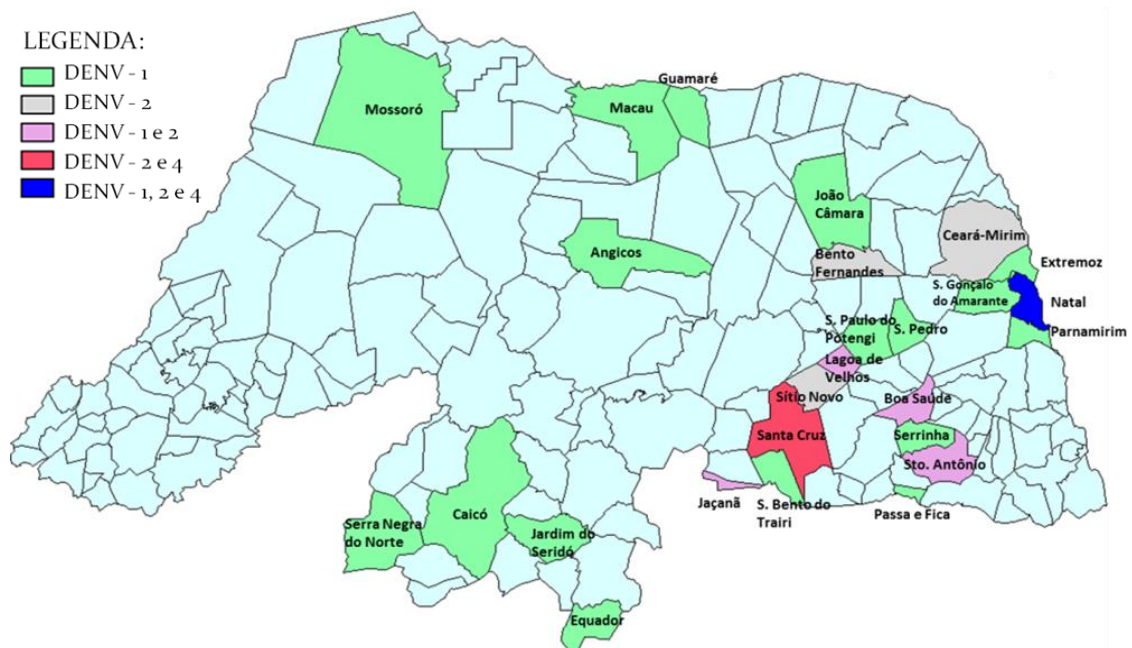 LEGENDA:
DENV - 1
DENV - 2
DENV - 1 e 2
DENV - 2 e 4
DENV - 1, 2 e 4
Guamaré
Mossoró
Macau
João
Câmara
Ceará-Mirim
Angicos
Bento
Fernandes
Extremoz
S. Gonçalo
do Amarante
Natal
S. Paulo do
Potengi
S. Pedro
Parnamirim
Lagoa de
Velhos
Sítio Novo
Boa Saúde
Santa Cruz
Serrinha
Sto. Antônio
Jaçanã
S. Bento do
Trairi
Passa e Fica
Caicó
Serra Negra
do Norte
Jardim do
Seridó
Equador